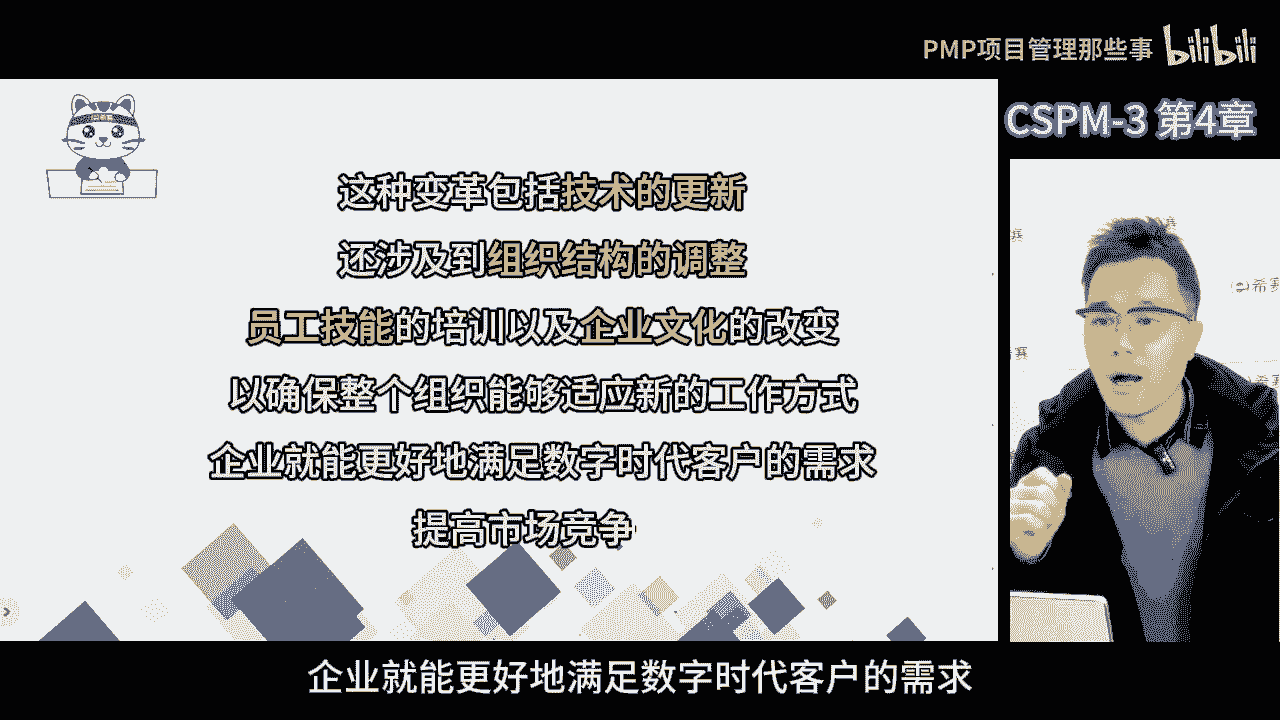 PMP项目管理那些事 bilibili
CSPM-3 第4章
这种变革包括技术的更新
还涉及到组织结构的调整
员工技能的培训以及企业文化的改变
以确保整个组织能够适应新的工作方式
企业就能更好地满足数字时代客户的需求
提高市场竞争
赛
@希赛
企业就能更好地满足数字时代客户的需求